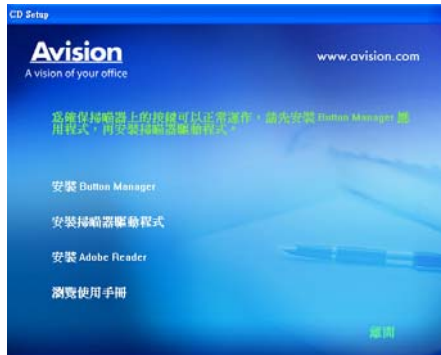 CD Setup
Avision
www.avision.com
A vision of your office
為確保掃瞄器上的按鍵可以正常運作，請先安裝 Button Manager 應
用程式，再安裝掃瞄器驅動程式。
安裝 Button Manager
安裝掃瞄器驅動程式
安裝 Adobe Reader
瀏覽使用手冊
離開